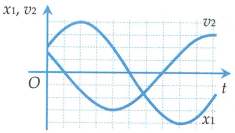 x₁, v₂
v₂
O
t
x₁